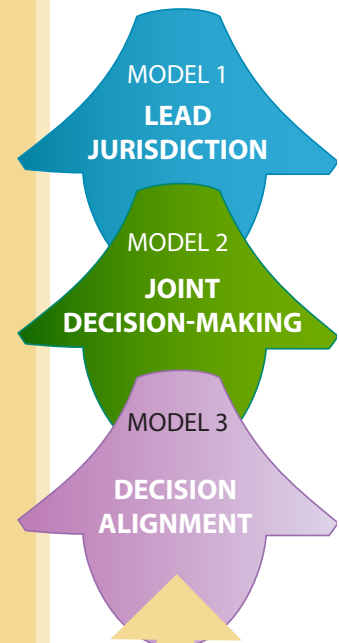 MODEL 1
LEAD
JURISDICTION
MODEL 2
JOINT
DECISION-MAKING
MODEL 3
DECISION
ALIGNMENT